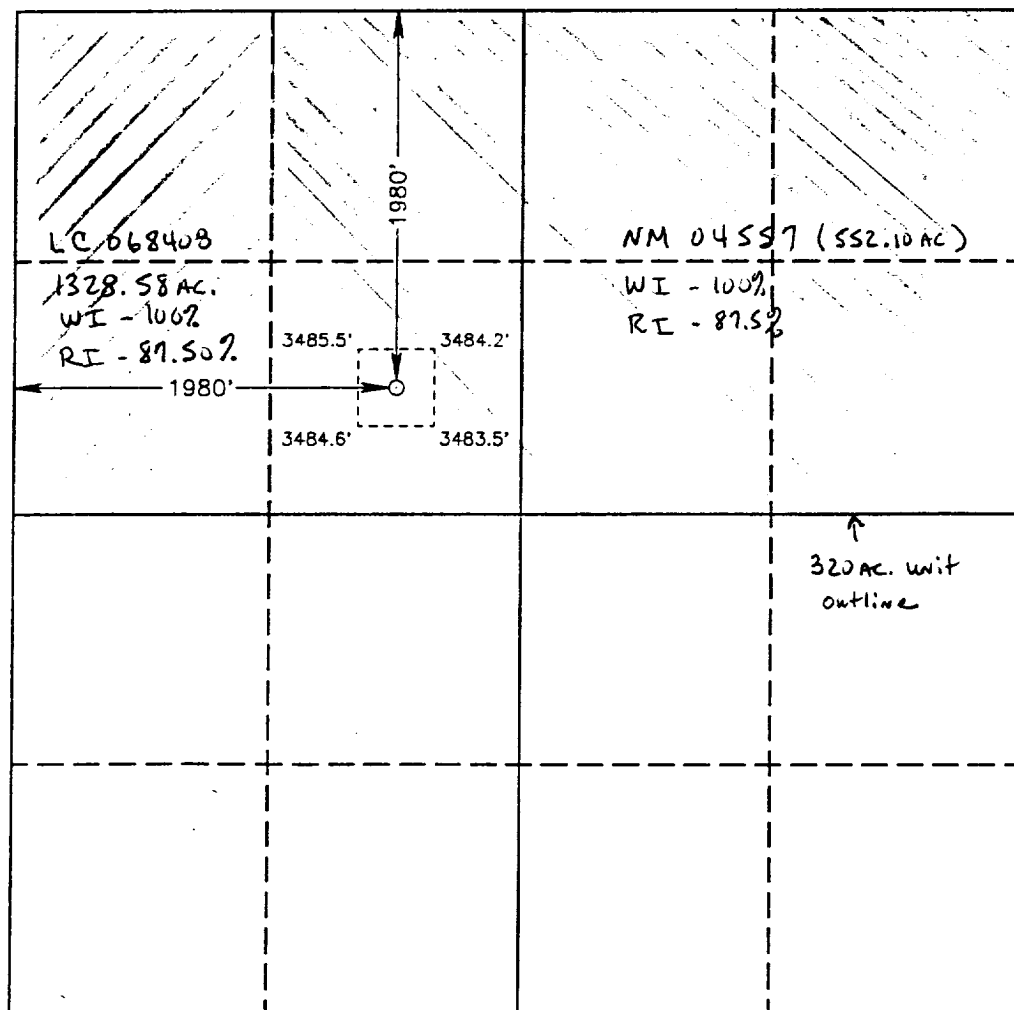 1980'
LC 068408
1328.58 AC.
WI - 100%
RI - 87.50%
NM 04557 (552.10 AC)
WI - 100%
RI - 87.5%
3485.5' 3484.2'
1980'
3484.6' 3483.5'
↑
320 AC. unit
outline